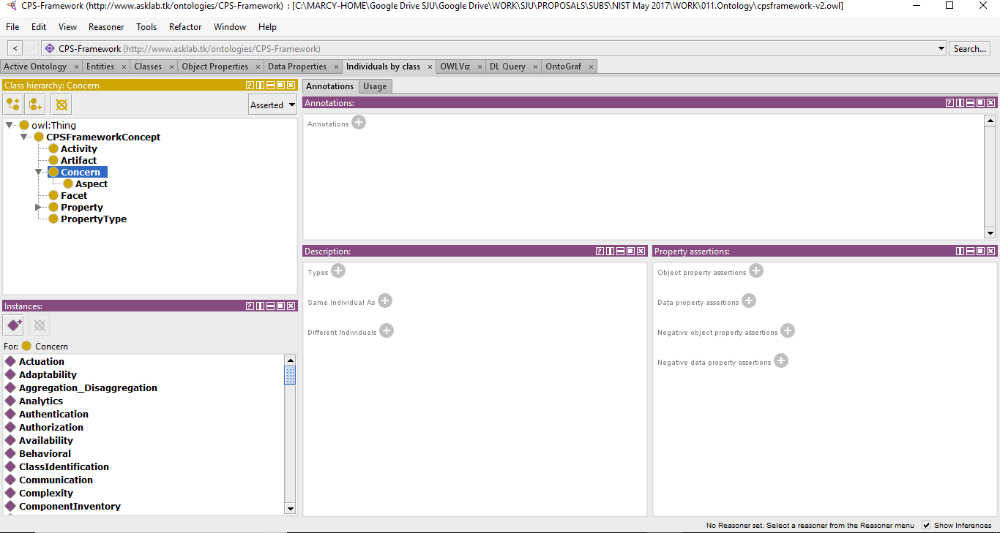 CPS-Framework (http://www.asklab.tk/ontologies/CPS-Framework)  : [C:\MARCY-HOME\Google Drive SJU\Google Drive\WORK\SJU\PROPOSALS\SUBS\NIST May 2017\WORK\011.Ontology\cpsframework-v2.owl]
File Edit View Reasoner Tools Refactor Window Help
< > CPS-Framework (http://www.asklab.tk/ontologies/CPS-Framework) Search...
Active Ontology × Entities × Classes × Object Properties × Data Properties × Individuals by class × OWLViz × DL Query × OntoGraf ×
Class hierarchy: Concern
Asserted
owl:Thing
CPSFrameworkConcept
Activity
Artifact
Concern
Aspect
Facet
Property
PropertyType
Instances:
For: Concern
Actuation
Adaptability
Aggregation_Disaggregation
Analytics
Authentication
Authorization
Availability
Behavioral
ClassIdentification
Communication
Complexity
ComponentInventory
Annotations Usage
Annotations:
Annotations
Description:
Types
Same Individual As
Different Individuals
Property assertions:
Object property assertions
Data property assertions
Negative object property assertions
Negative data property assertions
No Reasoner set. Select a reasoner from the Reasoner menu Show Inferences